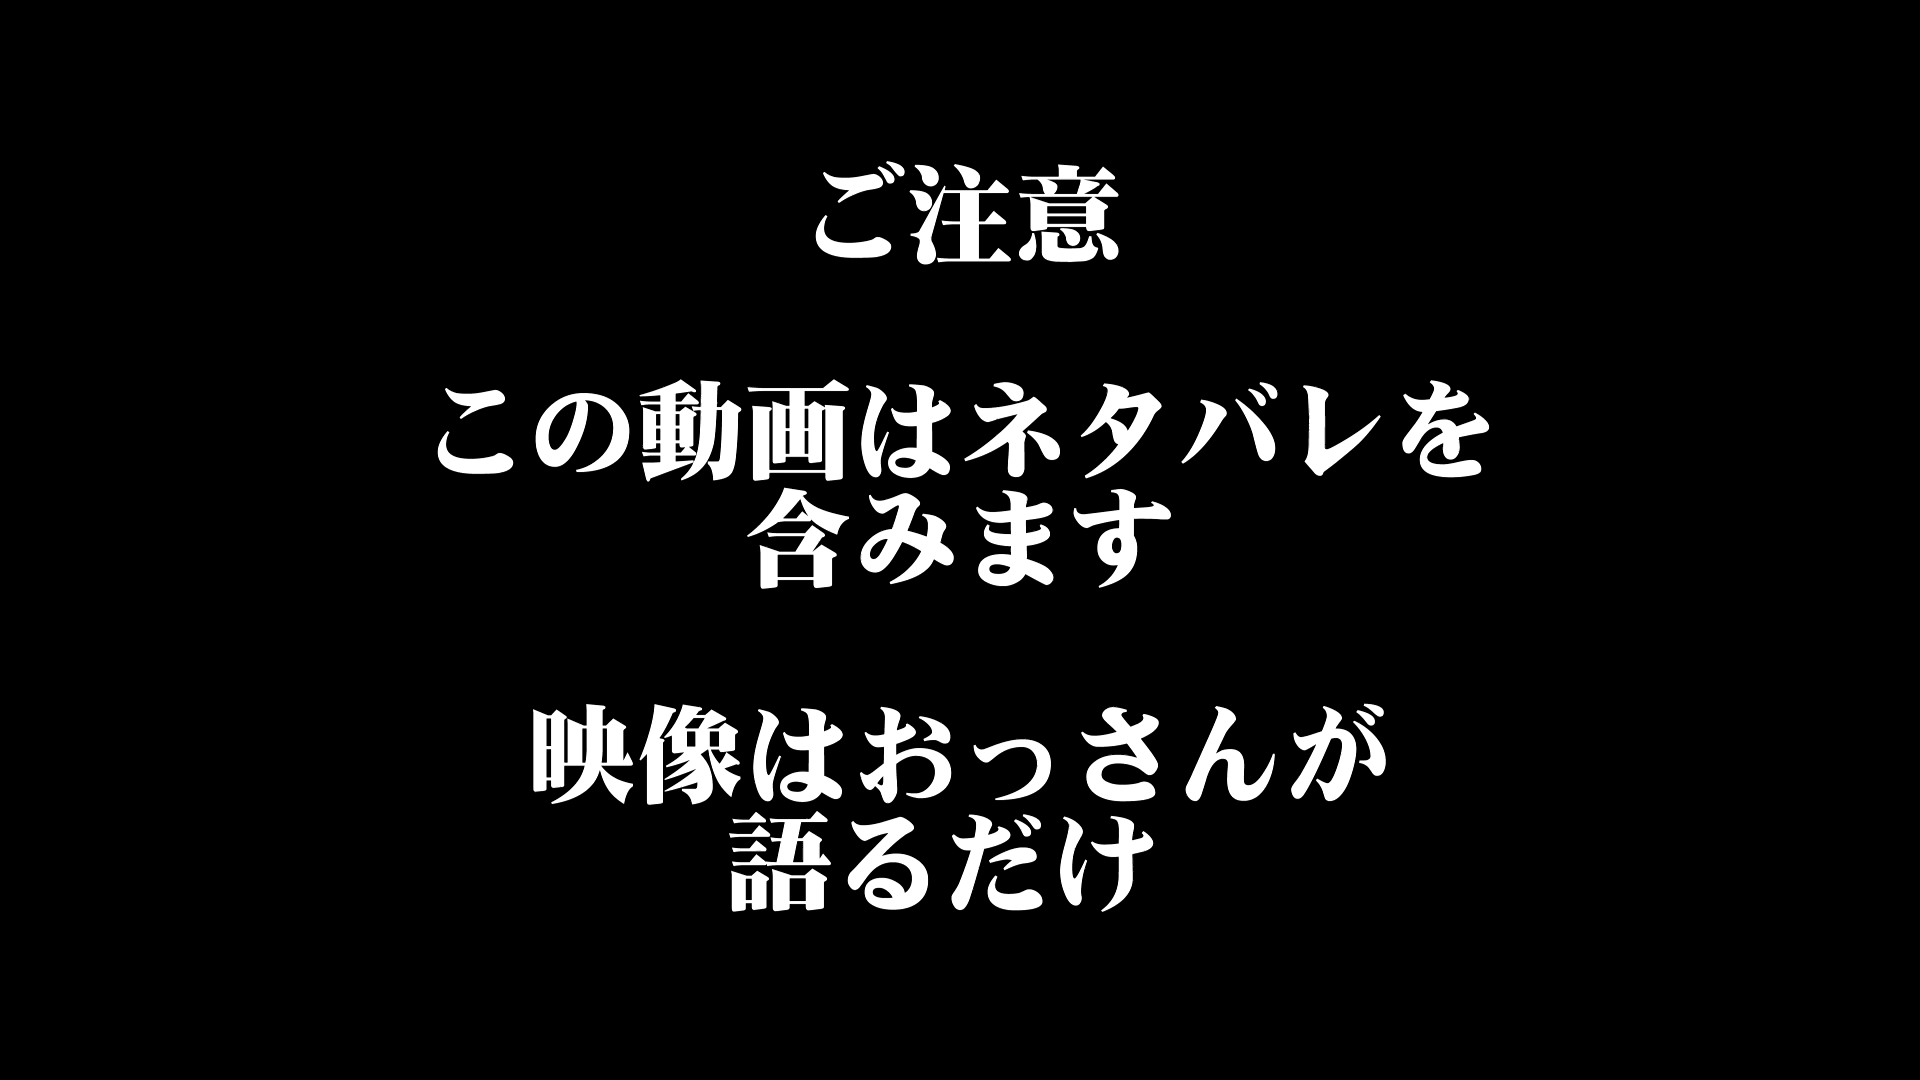 ご注意
この動画はネタバレを
含みます
映像はおっさんが
語るだけ